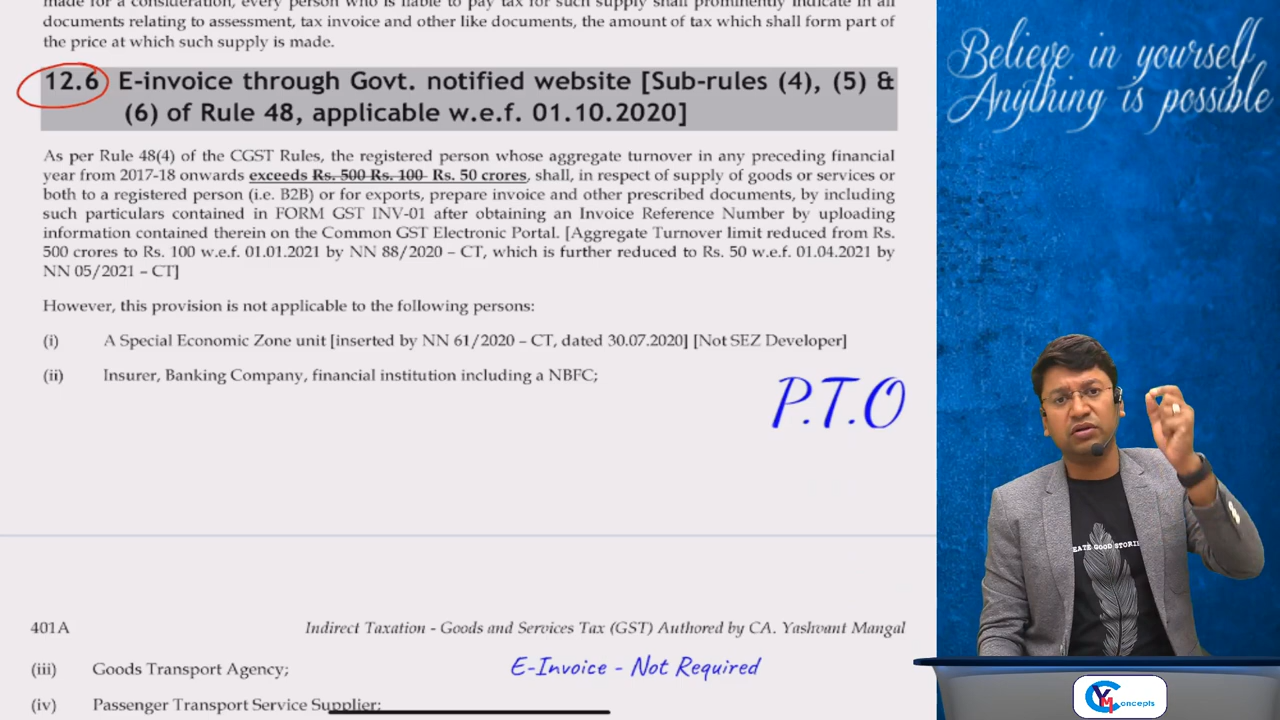 made for a consideration, every person who is liable to pay tax for such supply shall prominently indicate in all
documents relating to assessment, tax invoice and other like documents, the amount of tax which shall form part of
the price at which such supply is made.
12.6 E-invoice through Govt. notified website [Sub-rules (4), (5) &
(6) of Rule 48, applicable w.e.f. 01.10.2020]
As per Rule 48(4) of the CGST Rules, the registered person whose aggregate turnover in any preceding financial
year from 2017-18 onwards exceeds Rs. 500 Rs. 100 Rs. 50 crores, shall, in respect of supply of goods or services or
both to a registered person (i.e. B2B) or for exports, prepare invoice and other prescribed documents, by including
such particulars contained in FORM GST INV-01 after obtaining an Invoice Reference Number by uploading
information contained therein on the Common GST Electronic Portal. [Aggregate Turnover limit reduced from Rs.
500 crores to Rs. 100 w.e.f. 01.01.2021 by NN 88/2020 – CT, which is further reduced to Rs. 50 w.e.f. 01.04.2021 by
NN 05/2021 – CT]
However, this provision is not applicable to the following persons:
(i) A Special Economic Zone unit [inserted by NN 61/2020 – CT, dated 30.07.2020] [Not SEZ Developer]
(ii) Insurer, Banking Company, financial institution including a NBFC;
P.T.O
401A Indirect Taxation - Goods and Services Tax (GST) Authored by CA. Yashvant Mangal
(iii) Goods Transport Agency;
E-Invoice - Not Required
(iv) Passenger Transport Service Supplier;
Believe in yourself
Anything is possible
EATE GOOD STORIE
YM Concepts